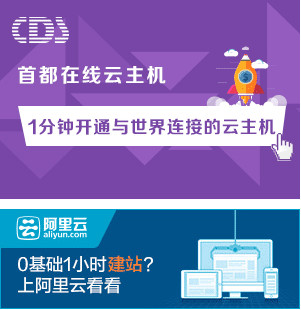 CDS
首都在线云主机
1分钟开通与世界连接的云主机
阿里云
aliyun.com
0基础1小时建站?
上阿里云看看